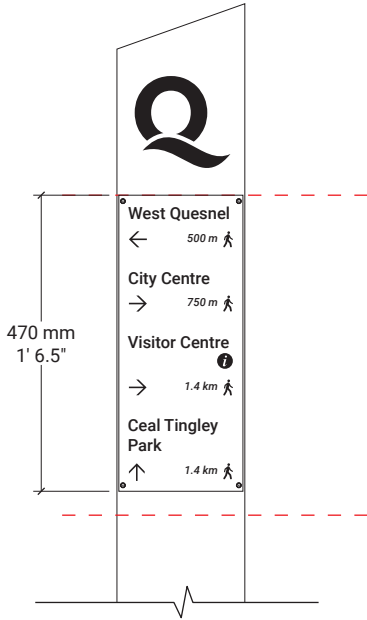 Q
West Quesnel
← 500 m
City Centre
→ 750 m
Visitor Centre
i
→ 1.4 km
Ceal Tingley
Park
↑ 1.4 km
470 mm
1' 6.5"